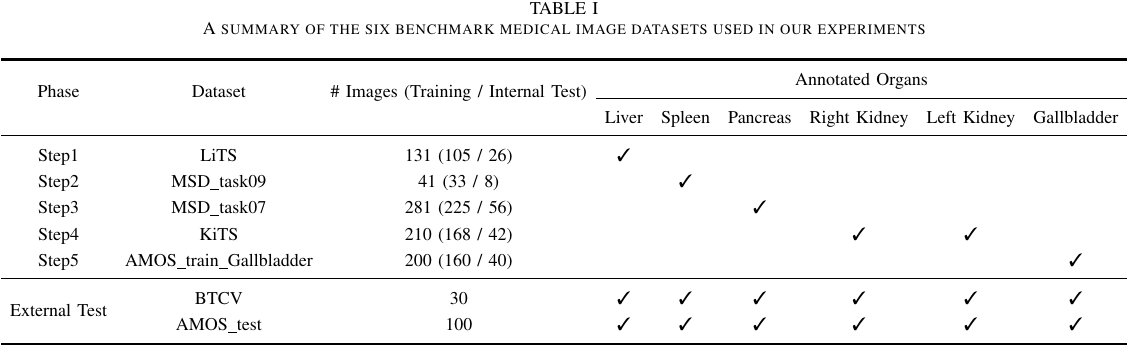 TABLE I
A SUMMARY OF THE SIX BENCHMARK MEDICAL IMAGE DATASETS USED IN OUR EXPERIMENTS
Phase Dataset # Images (Training / Internal Test) Annotated Organs
Liver Spleen Pancreas Right Kidney Left Kidney Gallbladder
Step1 LiTS 131 (105 / 26) ✓
Step2 MSD_task09 41 (33 / 8) ✓
Step3 MSD_task07 281 (225 / 56) ✓
Step4 KiTS 210 (168 / 42) ✓ ✓
Step5 AMOS_train_Gallbladder 200 (160 / 40) ✓
External Test BTCV 30 ✓ ✓ ✓ ✓ ✓ ✓
AMOS_test 100 ✓ ✓ ✓ ✓ ✓ ✓